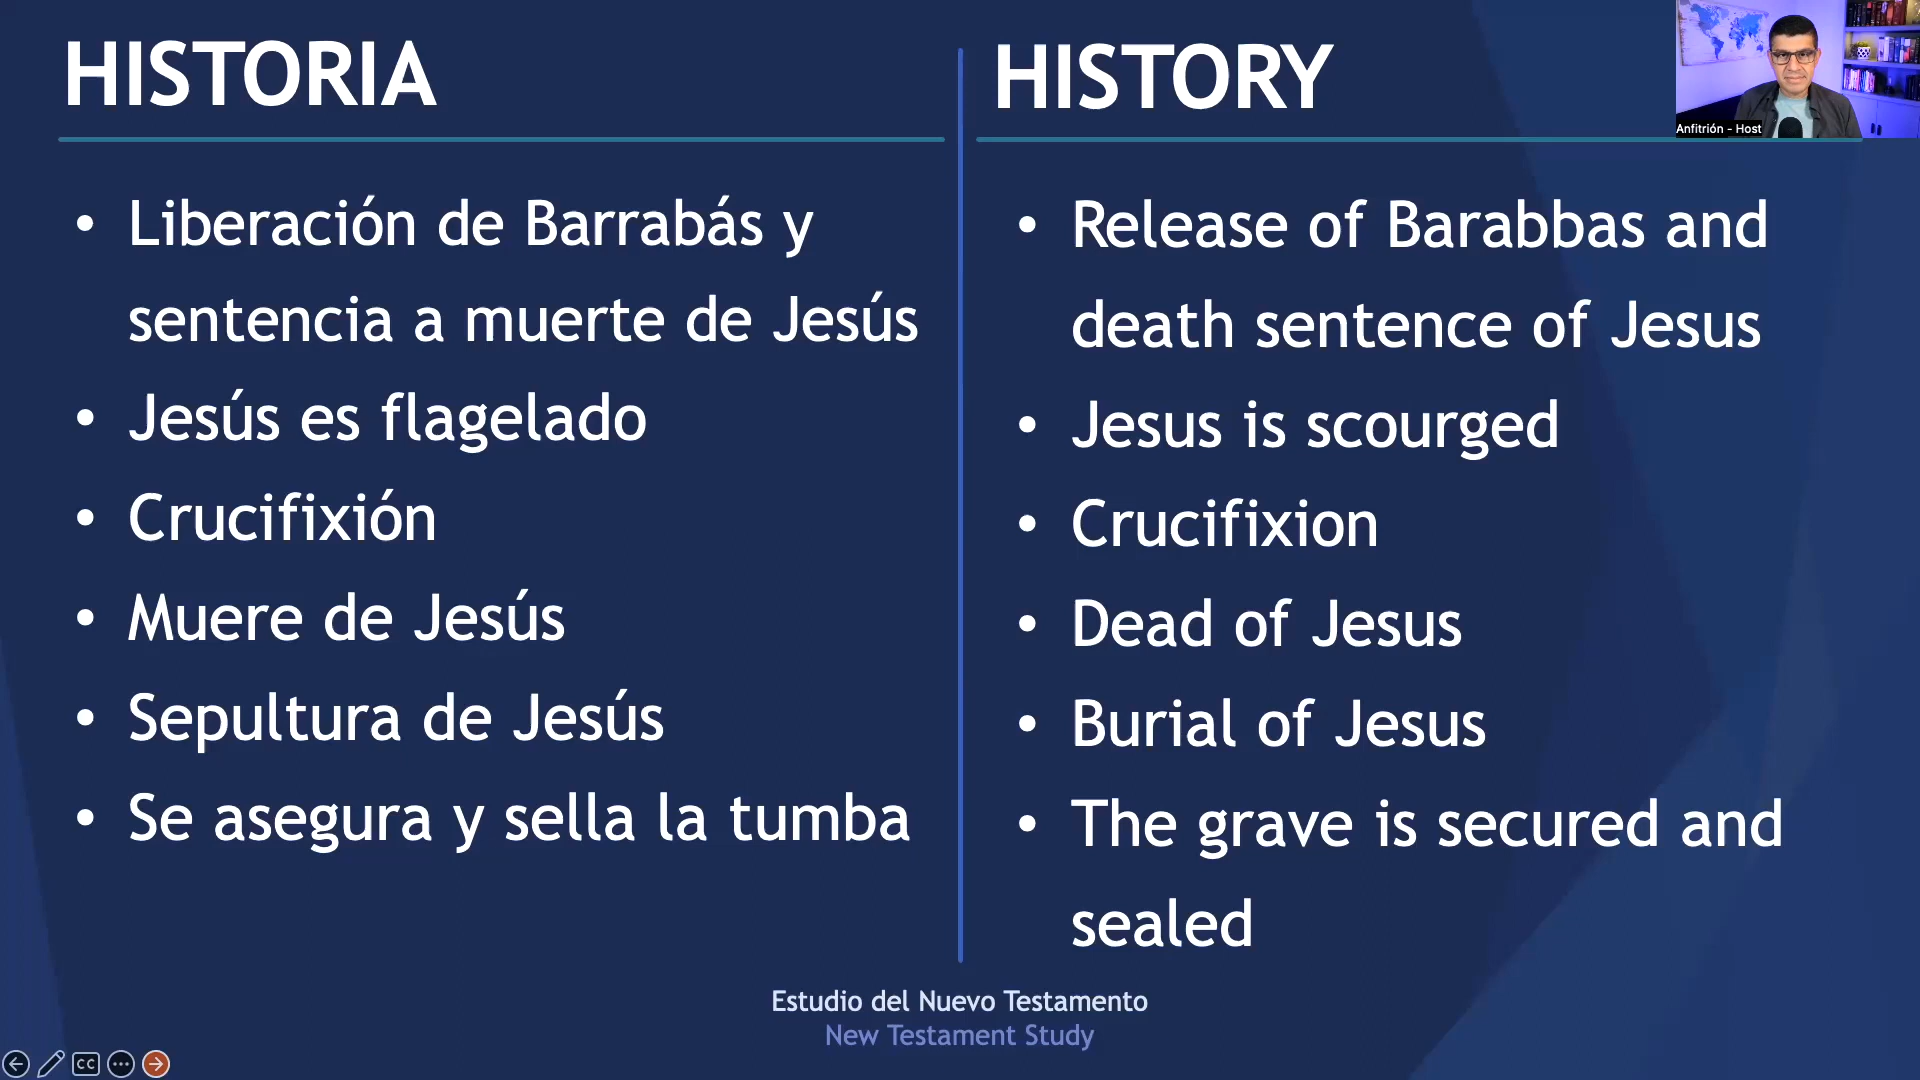 HISTORIA
• Liberación de Barrabás y
sentencia a muerte de Jesús
• Jesús es flagelado
• Crucifixión
• Muere de Jesús
• Sepultura de Jesús
• Se asegura y sella la tumba
HISTORY
• Release of Barabbas and
death sentence of Jesus
• Jesus is scourged
• Crucifixion
• Dead of Jesus
• Burial of Jesus
• The grave is secured and
sealed
Anfitrión - Host
Estudio del Nuevo Testamento
New Testament Study
CC